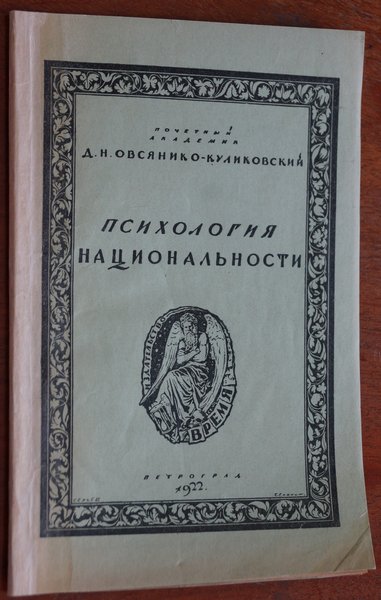 ПОЧЕТНЫЙ
АКАДЕМИК
Д.Н.ОВСЯНИКО-КУЛИКОВСКИЙ
ПСИХОЛОГИЯ
НАЦИОНАЛЬНОСТИ
ВРЕМЯ
ПЕТРОГРАД
1922.